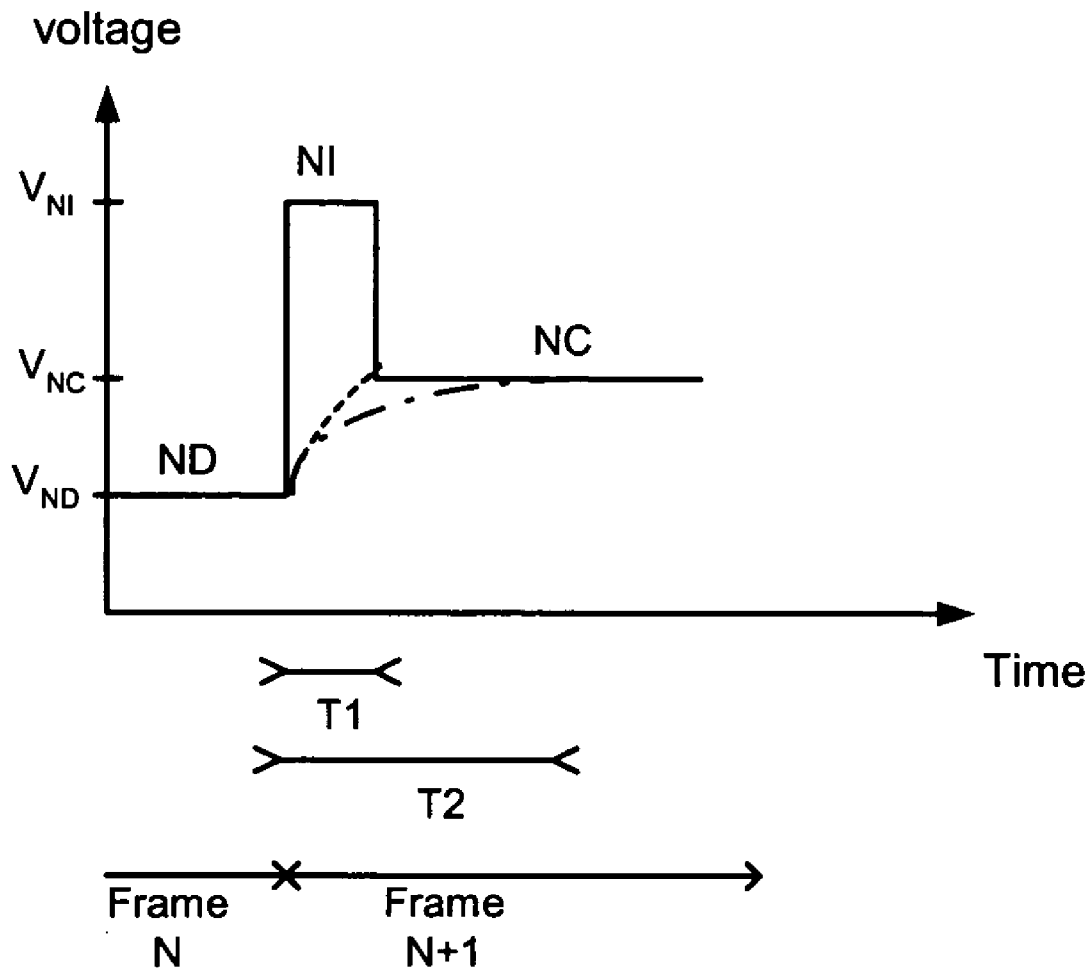 voltage
NI
V_NI
NC
V_NC
ND
V_ND
Time
T1
T2
Frame Frame
N N+1